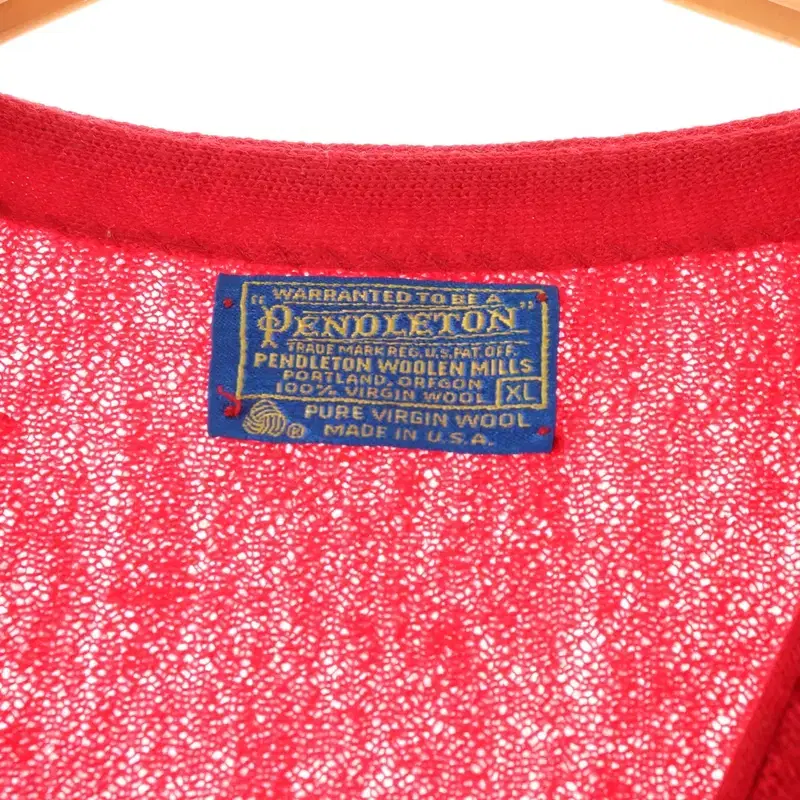 WARRANTED TO BE A
"PENDLETON"
TRADE MARK REG. U.S. PAT. OFF.
PENDLETON WOOLEN MILLS
PORTLAND, OREGON
100% VIRGIN WOOL XL
PURE VIRGIN WOOL
® MADE IN U.S.A.